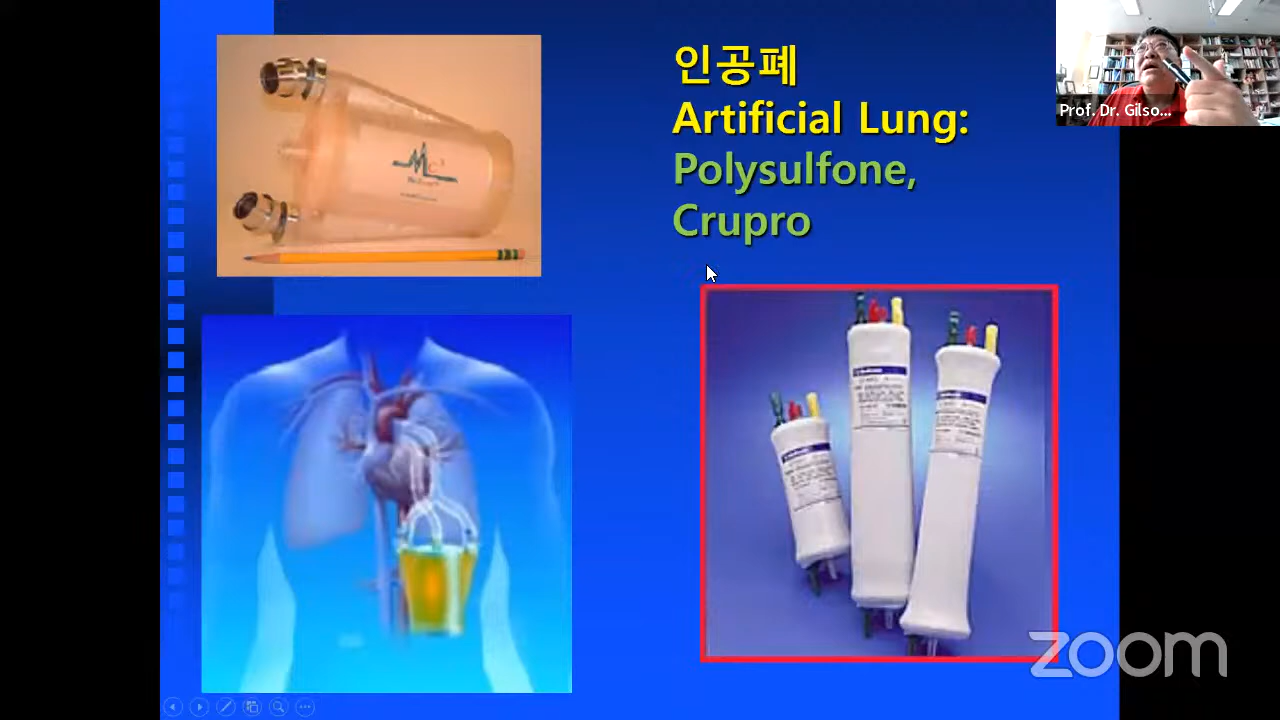 인공폐
Artificial Lung:
Polysulfone,
Crupro
Prof. Dr. Gilso...
zoom